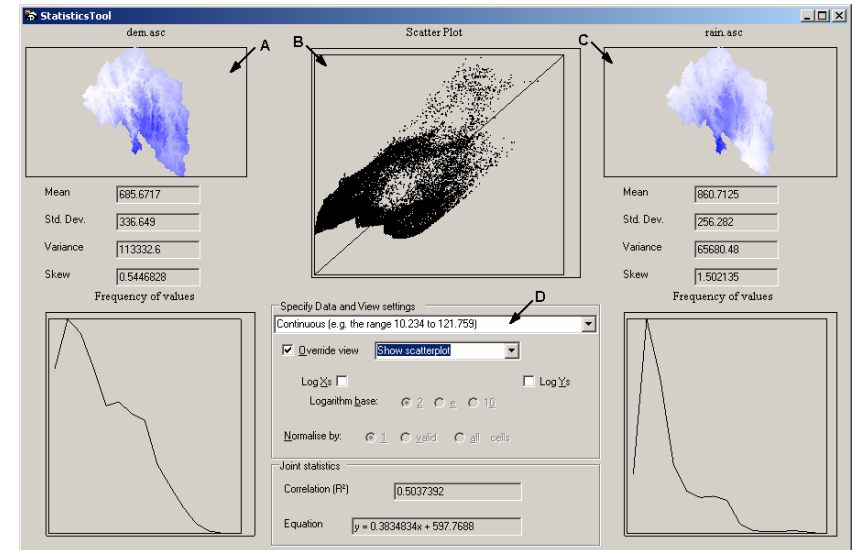 StatisticsTool
dem.asc
Scatter Plot
rain.asc
A
B
C
Mean
685.6717
Std. Dev.
336.649
Variance
113332.6
Skew
0.5446828
Frequency of values
Mean
860.7125
Std. Dev.
256.282
Variance
65680.48
Skew
1.502135
Frequency of values
Specify Data and View settings
D
Continuous (e.g. the range 10.234 to 121.759)
Override view
Show scatterplot
Log Xs
Log Ys
Logarithm base:
2
e
10
Normalise by:
1
valid
all
cells
Joint statistics
Correlation (R²)
0.5037392
Equation
y = 0.3834834x + 597.7688